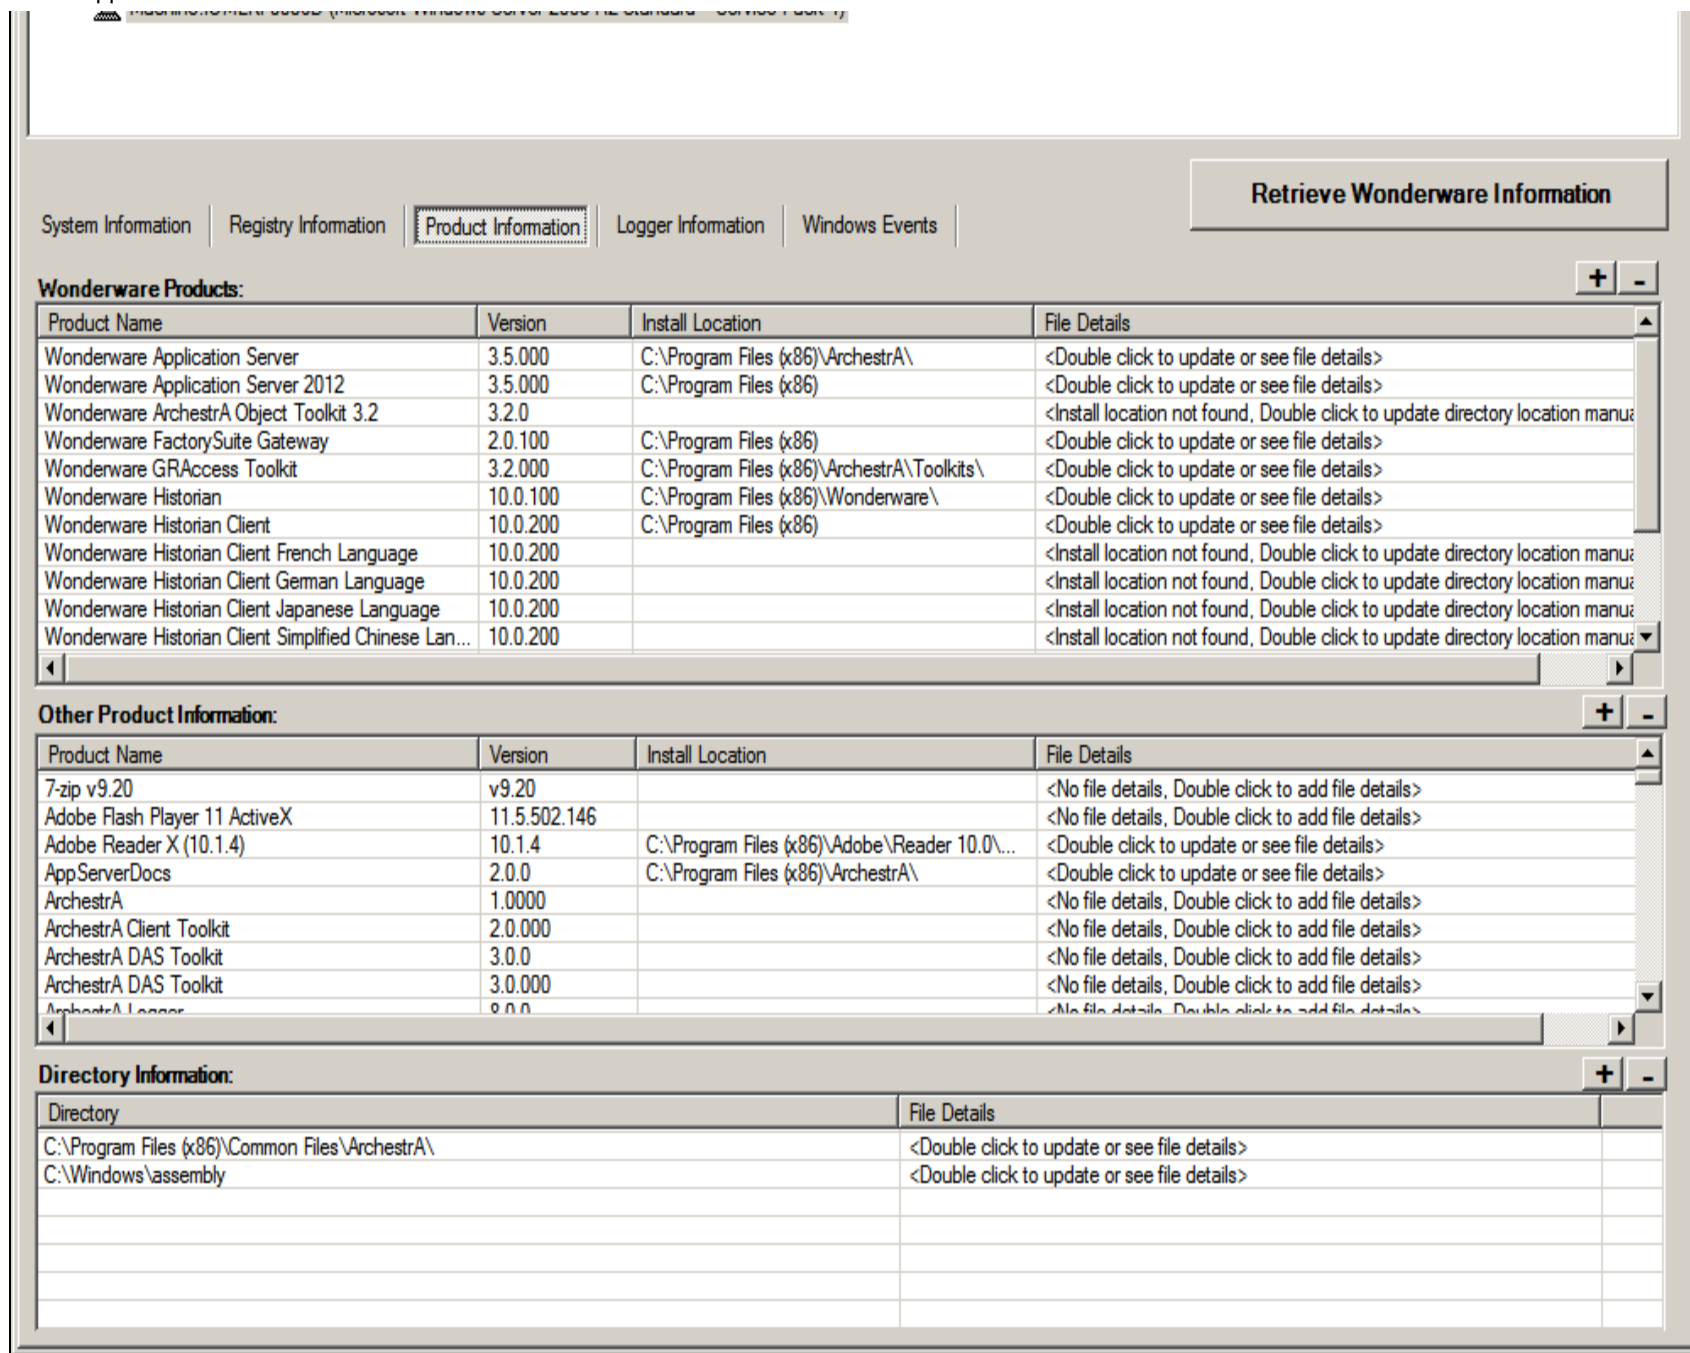 System Information Registry Information Product Information Logger Information Windows Events
Retrieve Wonderware Information
Wonderware Products: + -
Product Name Version Install Location File Details
Wonderware Application Server 3.5.000 C:\Program Files (x86)\ArchestrA\ <Double click to update or see file details>
Wonderware Application Server 2012 3.5.000 C:\Program Files (x86) <Double click to update or see file details>
Wonderware ArchestrA Object Toolkit 3.2 3.2.0 <Install location not found, Double click to update directory location manua
Wonderware FactorySuite Gateway 2.0.100 C:\Program Files (x86) <Double click to update or see file details>
Wonderware GRAccess Toolkit 3.2.000 C:\Program Files (x86)\ArchestrA\Toolkits\ <Double click to update or see file details>
Wonderware Historian 10.0.100 C:\Program Files (x86)\Wonderware\ <Double click to update or see file details>
Wonderware Historian Client 10.0.200 C:\Program Files (x86) <Double click to update or see file details>
Wonderware Historian Client French Language 10.0.200 <Install location not found, Double click to update directory location manua
Wonderware Historian Client German Language 10.0.200 <Install location not found, Double click to update directory location manua
Wonderware Historian Client Japanese Language 10.0.200 <Install location not found, Double click to update directory location manua
Wonderware Historian Client Simplified Chinese Lan... 10.0.200 <Install location not found, Double click to update directory location manua
Other Product Information: + -
Product Name Version Install Location File Details
7-zip v9.20 v9.20 <No file details, Double click to add file details>
Adobe Flash Player 11 ActiveX 11.5.502.146 <No file details, Double click to add file details>
Adobe Reader X (10.1.4) 10.1.4 C:\Program Files (x86)\Adobe\Reader 10.0\... <Double click to update or see file details>
AppServerDocs 2.0.0 C:\Program Files (x86)\ArchestrA\ <Double click to update or see file details>
ArchestrA 1.0000 <No file details, Double click to add file details>
ArchestrA Client Toolkit 2.0.000 <No file details, Double click to add file details>
ArchestrA DAS Toolkit 3.0.0 <No file details, Double click to add file details>
ArchestrA DAS Toolkit 3.0.000 <No file details, Double click to add file details>
ArchestrA Logger 8.0.0 <No file details, Double click to add file details>
Directory Information: + -
Directory File Details
C:\Program Files (x86)\Common Files\ArchestrA\ <Double click to update or see file details>
C:\Windows\assembly <Double click to update or see file details>